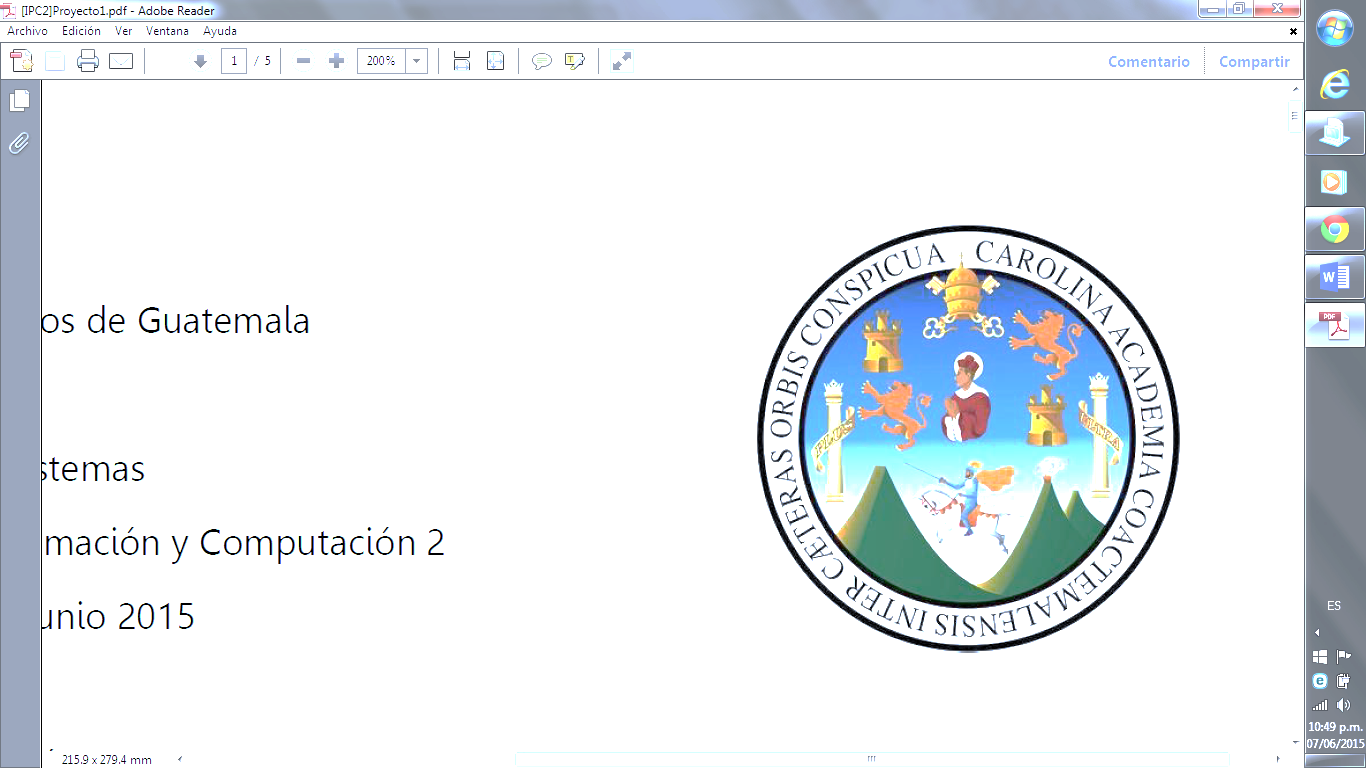 [IPC2]Proyecto1.pdf - Adobe Reader
Archivo Edición Ver Ventana Ayuda
1 / 5 200% Comentario Compartir
os de Guatemala
stemas
mación y Computación 2
unio 2015
CAROLINA ACADEMIA COACTEMALENSIS INTER CÆTERAS ORBIS CONSPICUA
215.9 x 279.4 mm
PDF
ES
10:49 p.m.
07/06/2015